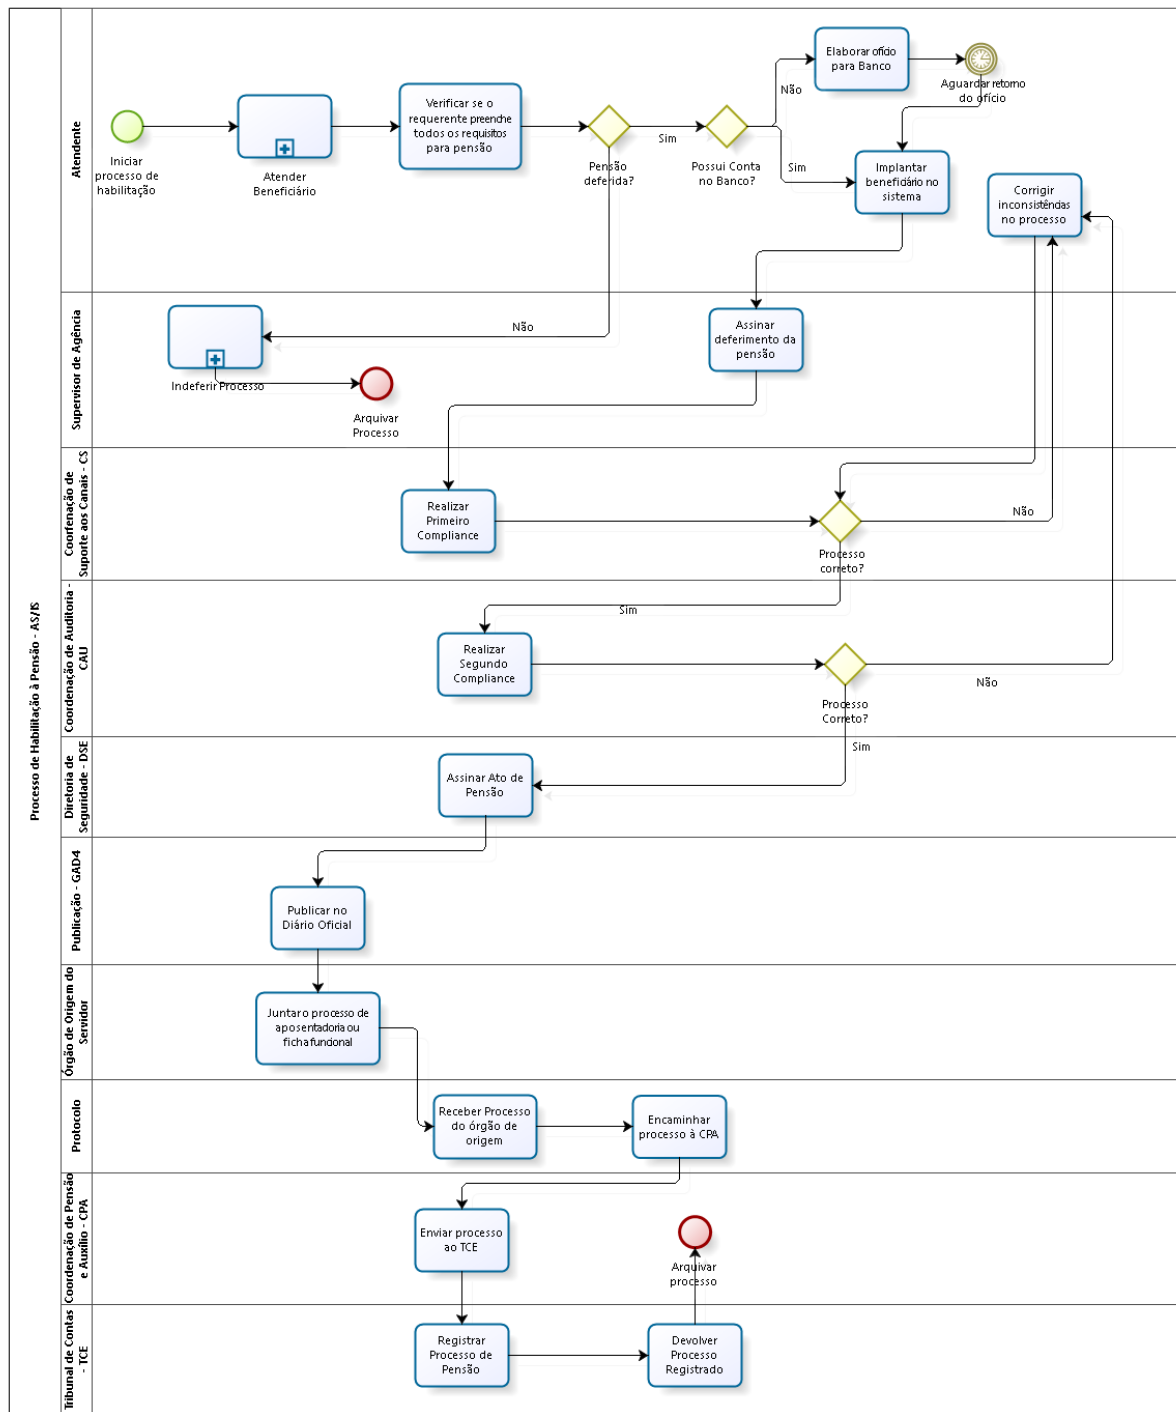 Processo de Habilitação à Pensão - AS/IS
Atendente
Iniciar
processo de
habilitação
Atender
Beneficiário
Verificar se o
requerente preenche
todos os requisitos
para pensão
Pensão
deferida?
Sim
Possui Conta
no Banco?
Não
Sim
Elaborar ofício
para Banco
Aguardar retorno
do ofício
Implantar
beneficiário no
sistema
Corrigir
inconsistências
no processo
Supervisor de Agência
Não
Indeferir Processo
Arquivar
Processo
Assinar
deferimento da
pensão
Coorfenação de
Suporte aos Canais - CS
Realizar
Primeiro
Compliance
Processo
correto?
Não
Sim
Coordenação de Auditoria -
CAU
Realizar
Segundo
Compliance
Processo
Correto?
Não
Sim
Diretoria de
Seguridade - DSE
Assinar Ato de
Pensão
Publicação - GAD4
Publicar no
Diário Oficial
Órgão de Origem do
Servidor
Juntar o processo de
aposentadoria ou
ficha funcional
Protocolo
Receber Processo
do órgão de
origem
Encaminhar
processo à CPA
Coordenação de Pensão
e Auxílio - CPA
Enviar processo
ao TCE
Arquivar
processo
Tribunal de Contas
- TCE
Registrar
Processo de
Pensão
Devolver
Processo
Registrado